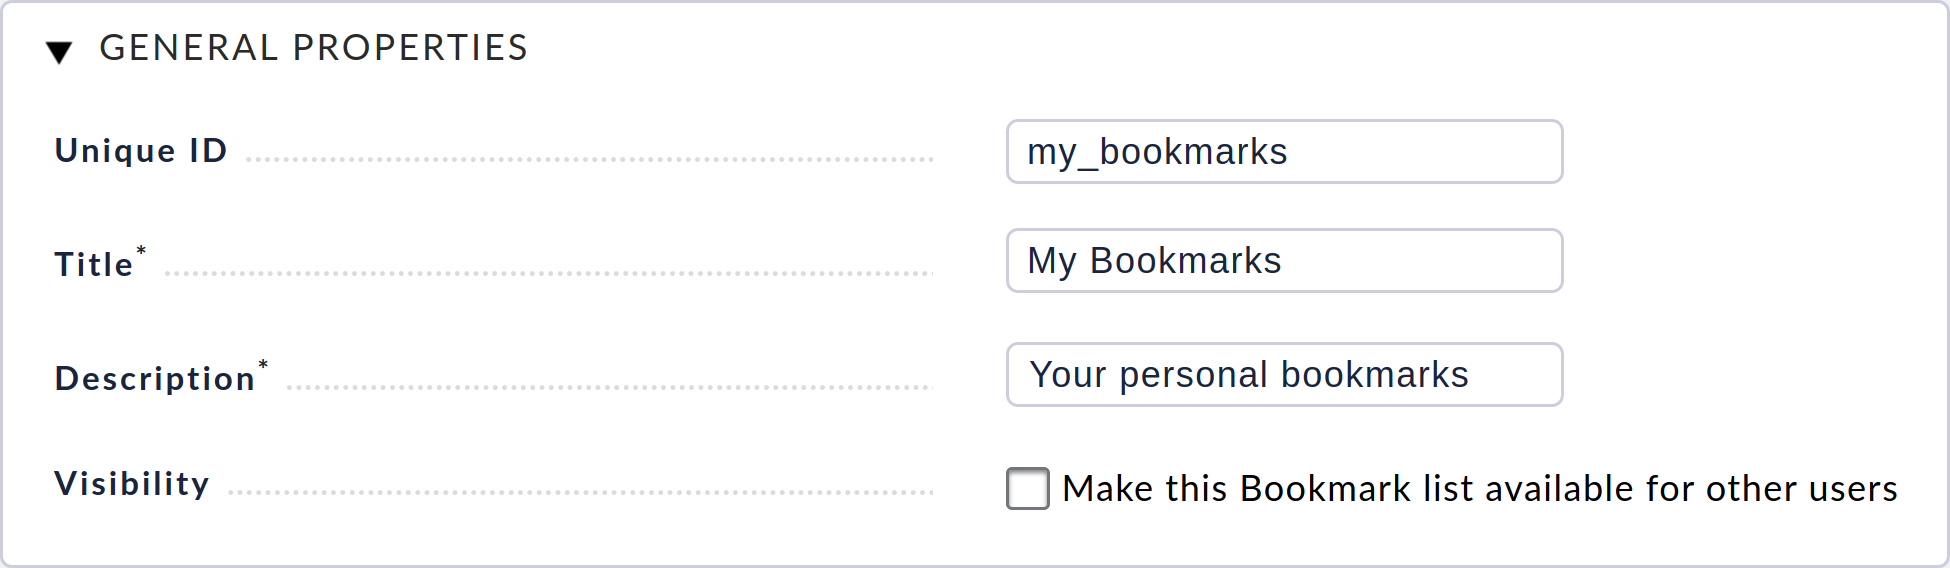 GENERAL PROPERTIES
Unique ID my_bookmarks
Title* My Bookmarks
Description* Your personal bookmarks
Visibility Make this Bookmark list available for other users